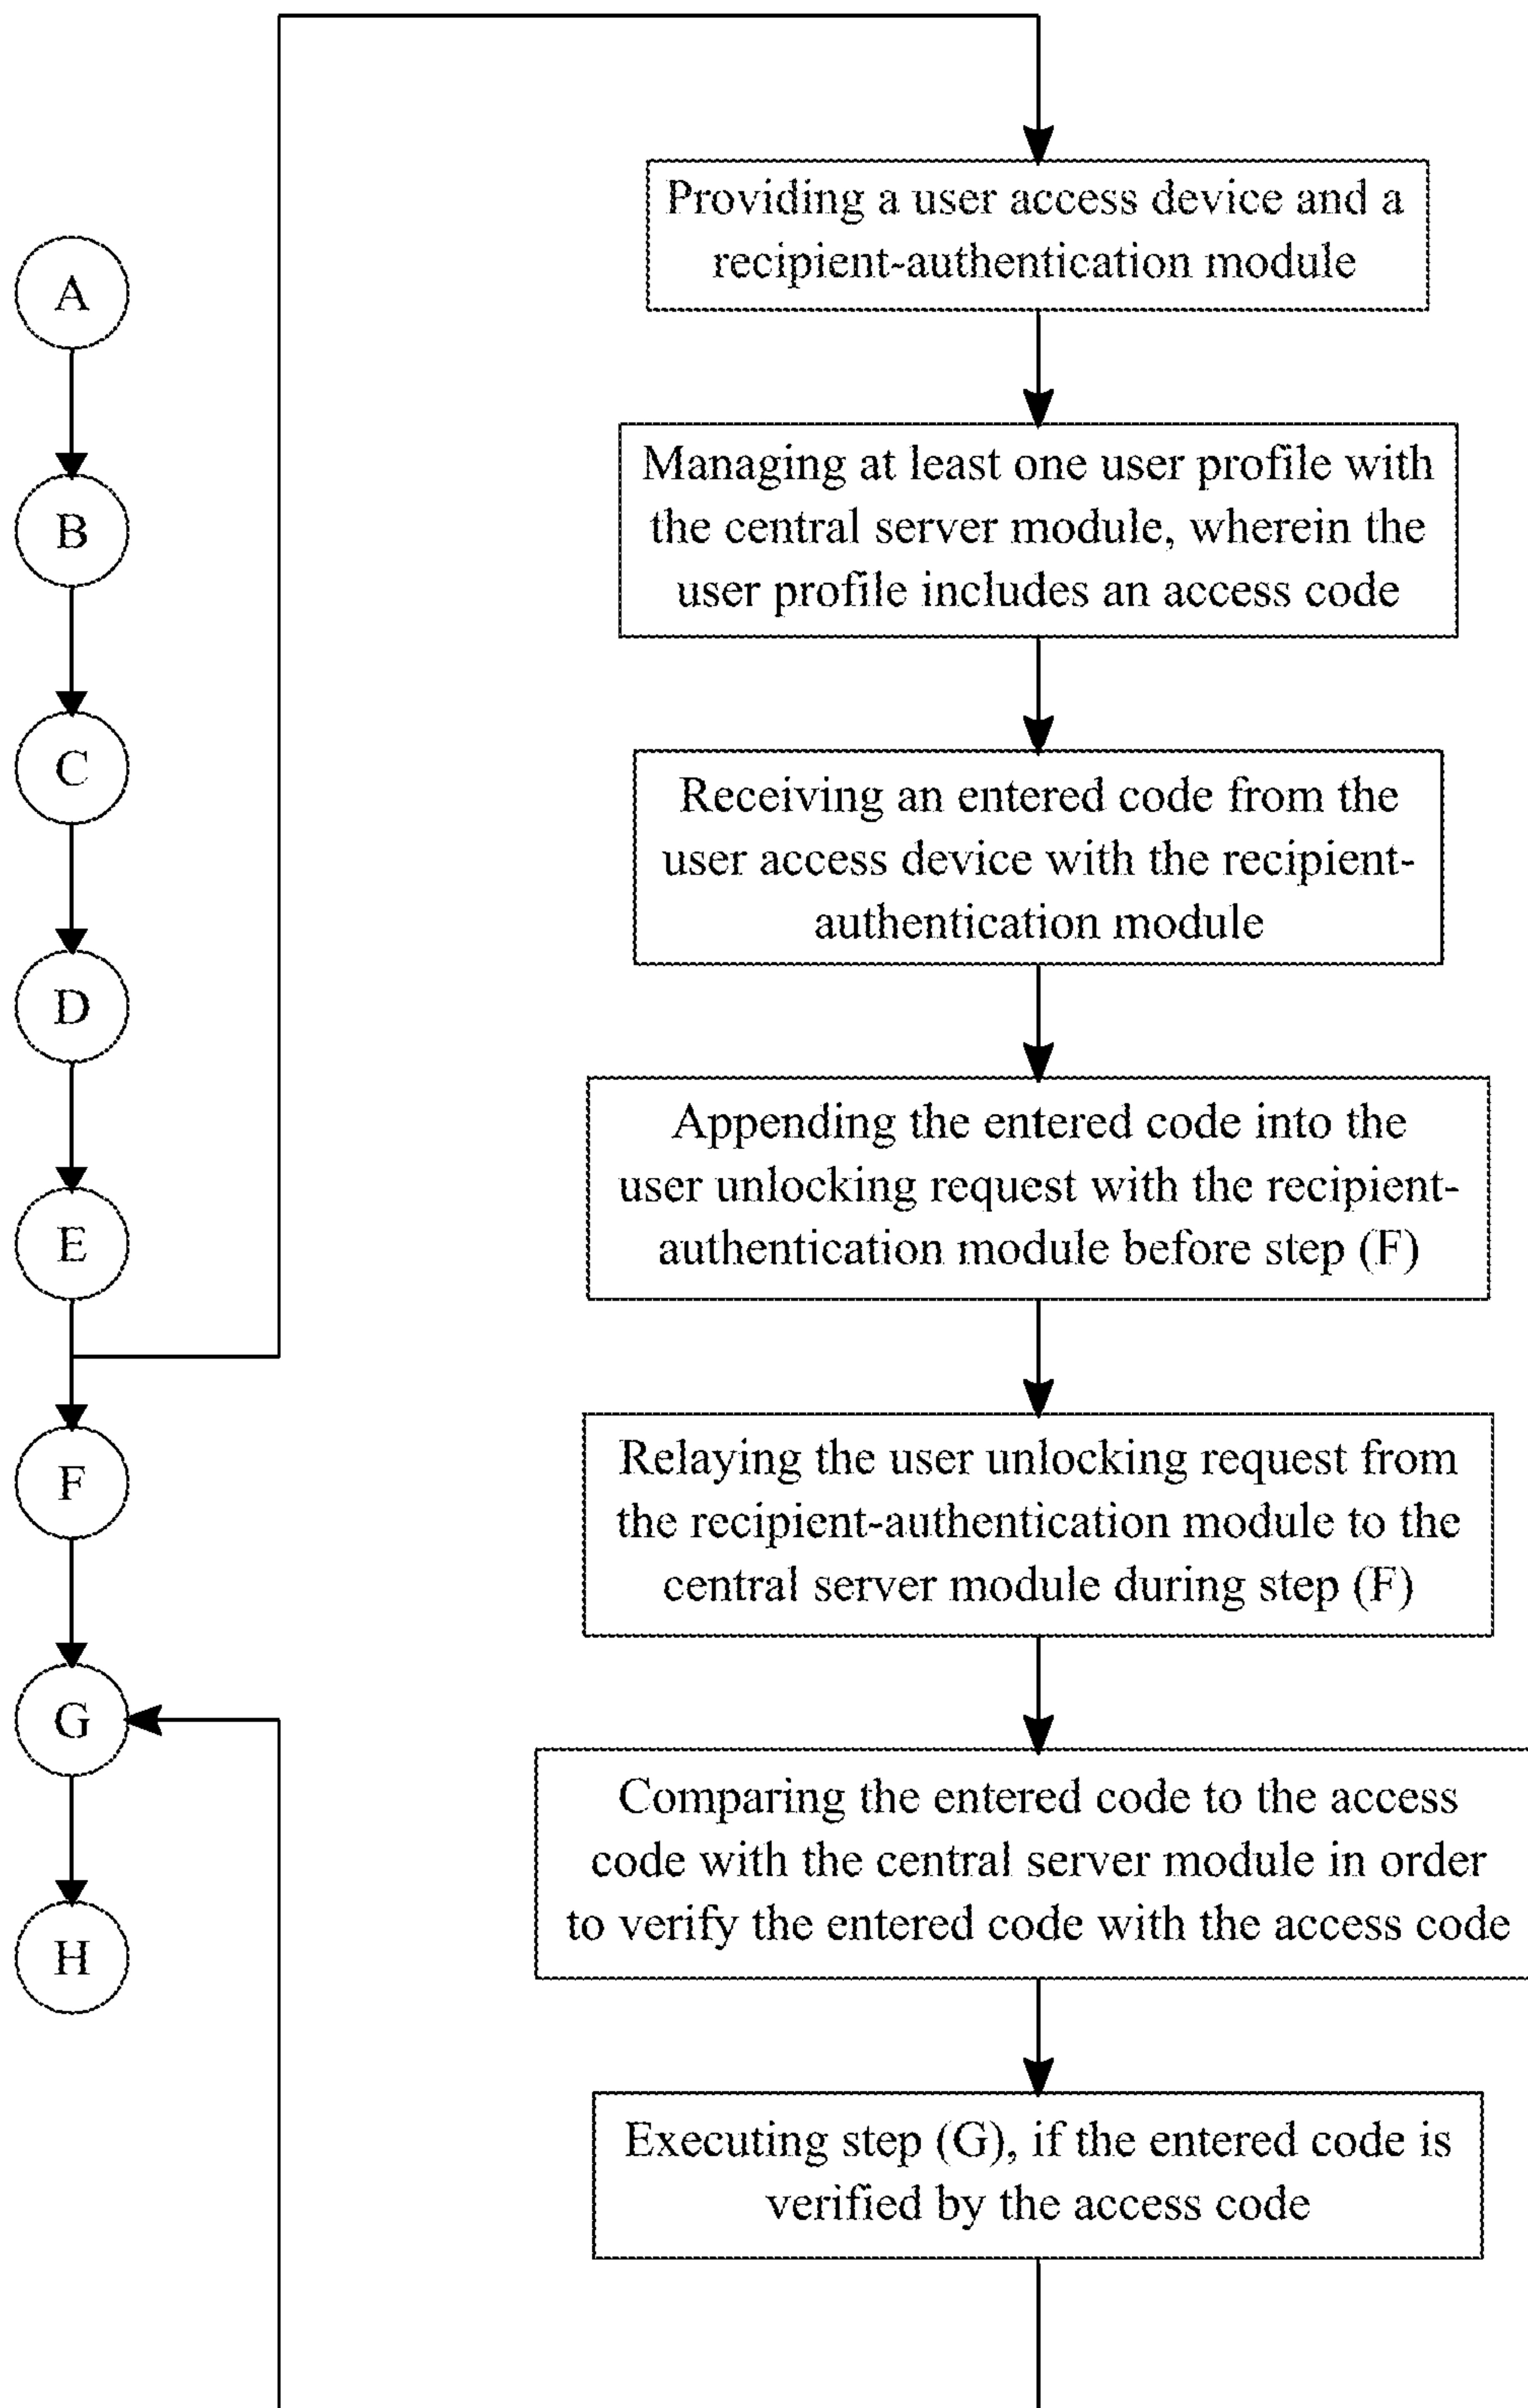 A
B
C
D
E
F
G
H
Providing a user access device and a
recipient-authentication module
Managing at least one user profile with
the central server module, wherein the
user profile includes an access code
Receiving an entered code from the
user access device with the recipient-
authentication module
Appending the entered code into the
user unlocking request with the recipient-
authentication module before step (F)
Relaying the user unlocking request from
the recipient-authentication module to the
central server module during step (F)
Comparing the entered code to the access
code with the central server module in order
to verify the entered code with the access code
Executing step (G), if the entered code is
verified by the access code